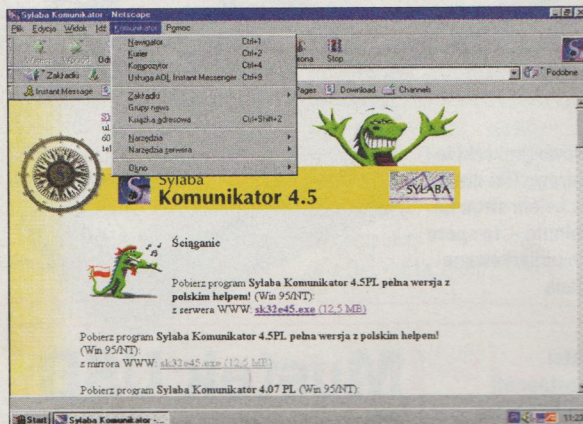 Sylaba Komunikator - Netscape
Plik Edycja Widok Idź Komunikator Pomoc
Nawigator Ctrl+1
Kurier Ctrl+2
Kompozytor Ctrl+4
Usługa AOL Instant Messenger Ctrl+9
Zakładki
Grupy news
Książka adresowa Ctrl+Shift+2
Narzędzia
Narzędzia serwera
Okno
Wstecz
Stop
Zakładki
Podobne
Instant Message
Pages
Download
Channels
ul.
60
tel
Sylaba
Komunikator 4.5
SYLABA
Ściąganie
Pobierz program Sylaba Komunikator 4.5PL pełna wersja z
polskim helpem! (Win 95/NT):
z serwera WWW: sk32e45.exe (12,5 MB)
Pobierz program Sylaba Komunikator 4.5PL pełna wersja z polskim helpem!
(Win 95/NT):
z mirrora WWW: sk32e45.exe (12,5 MB)
Pobierz program Sylaba Komunikator 4.07 PL (Win 95/NT):
Start
Sylaba Komunikator -...